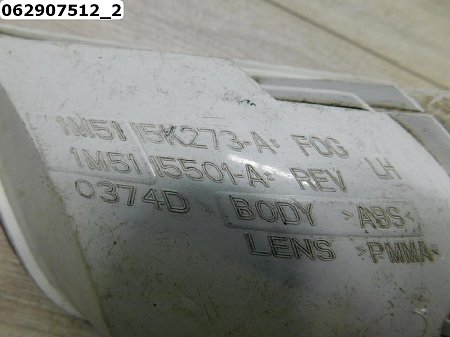 062907512_2
1M51 15K273-A: FOG
1M51 15501-A: REV LH
0374D BODY >ABS<
LENS >PMMA<